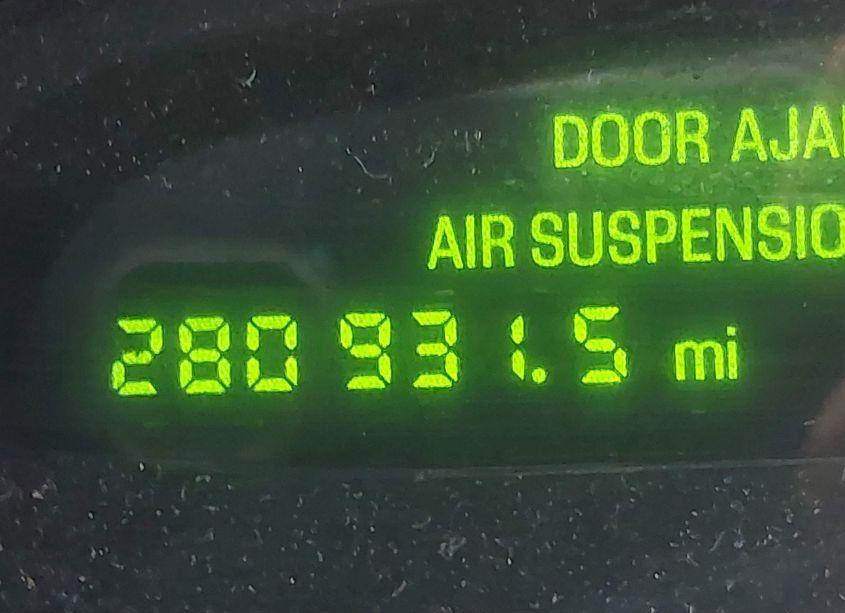 DOOR AJA
AIR SUSPENSIO
280931.5 mi